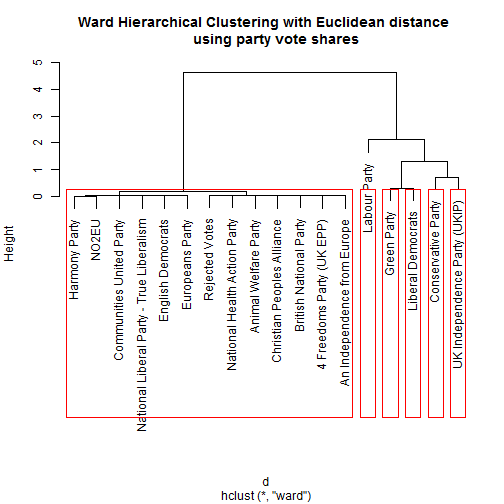 Ward Hierarchical Clustering with Euclidean distance
using party vote shares
Height
5
4
3
2
1
0
Harmony Party
NO2EU
Communities United Party
National Liberal Party - True Liberalism
English Democrats
Europeans Party
Rejected Votes
National Health Action Party
Animal Welfare Party
Christian Peoples Alliance
British National Party
4 Freedoms Party (UK EPP)
An Independence from Europe
Labour Party
Green Party
Liberal Democrats
Conservative Party
UK Independence Party (UKIP)
d
hclust (*, "ward")